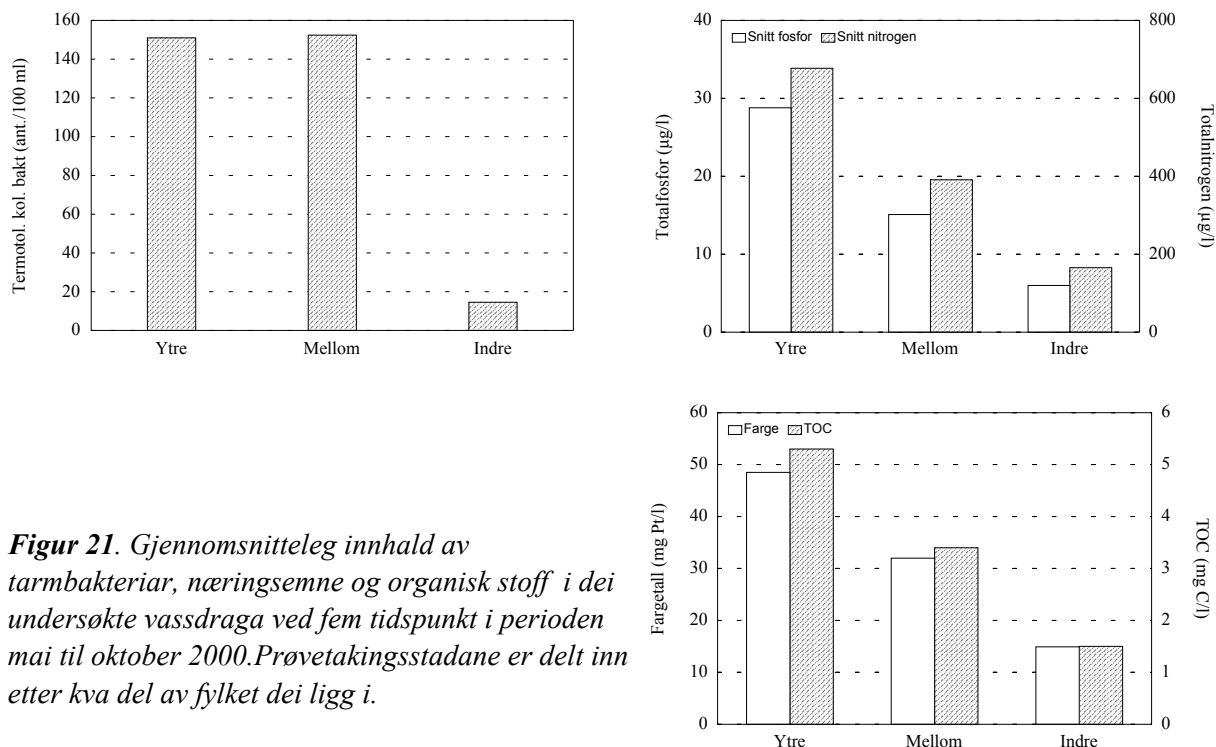 160
140
120
100
80
60
40
20
0
Termotol. kol. bakt (ant./100 ml)
Ytre Mellom Indre
40
30
20
10
0
Totalfosfor (µg/l)
Snitt fosfor Snitt nitrogen
800
600
400
200
0
Totalnitrogen (µg/l)
Ytre Mellom Indre
60
50
40
30
20
10
0
Fargetall (mg Pt/l)
Farge TOC
6
5
4
3
2
1
0
TOC (mg C/l)
Ytre Mellom Indre
Figur 21. Gjennomsnitteleg innhald av
tarmbakteriar, næringsemne og organisk stoff i dei
undersøkte vassdraga ved fem tidspunkt i perioden
mai til oktober 2000.Prøvetakingsstadane er delt inn
etter kva del av fylket dei ligg i.